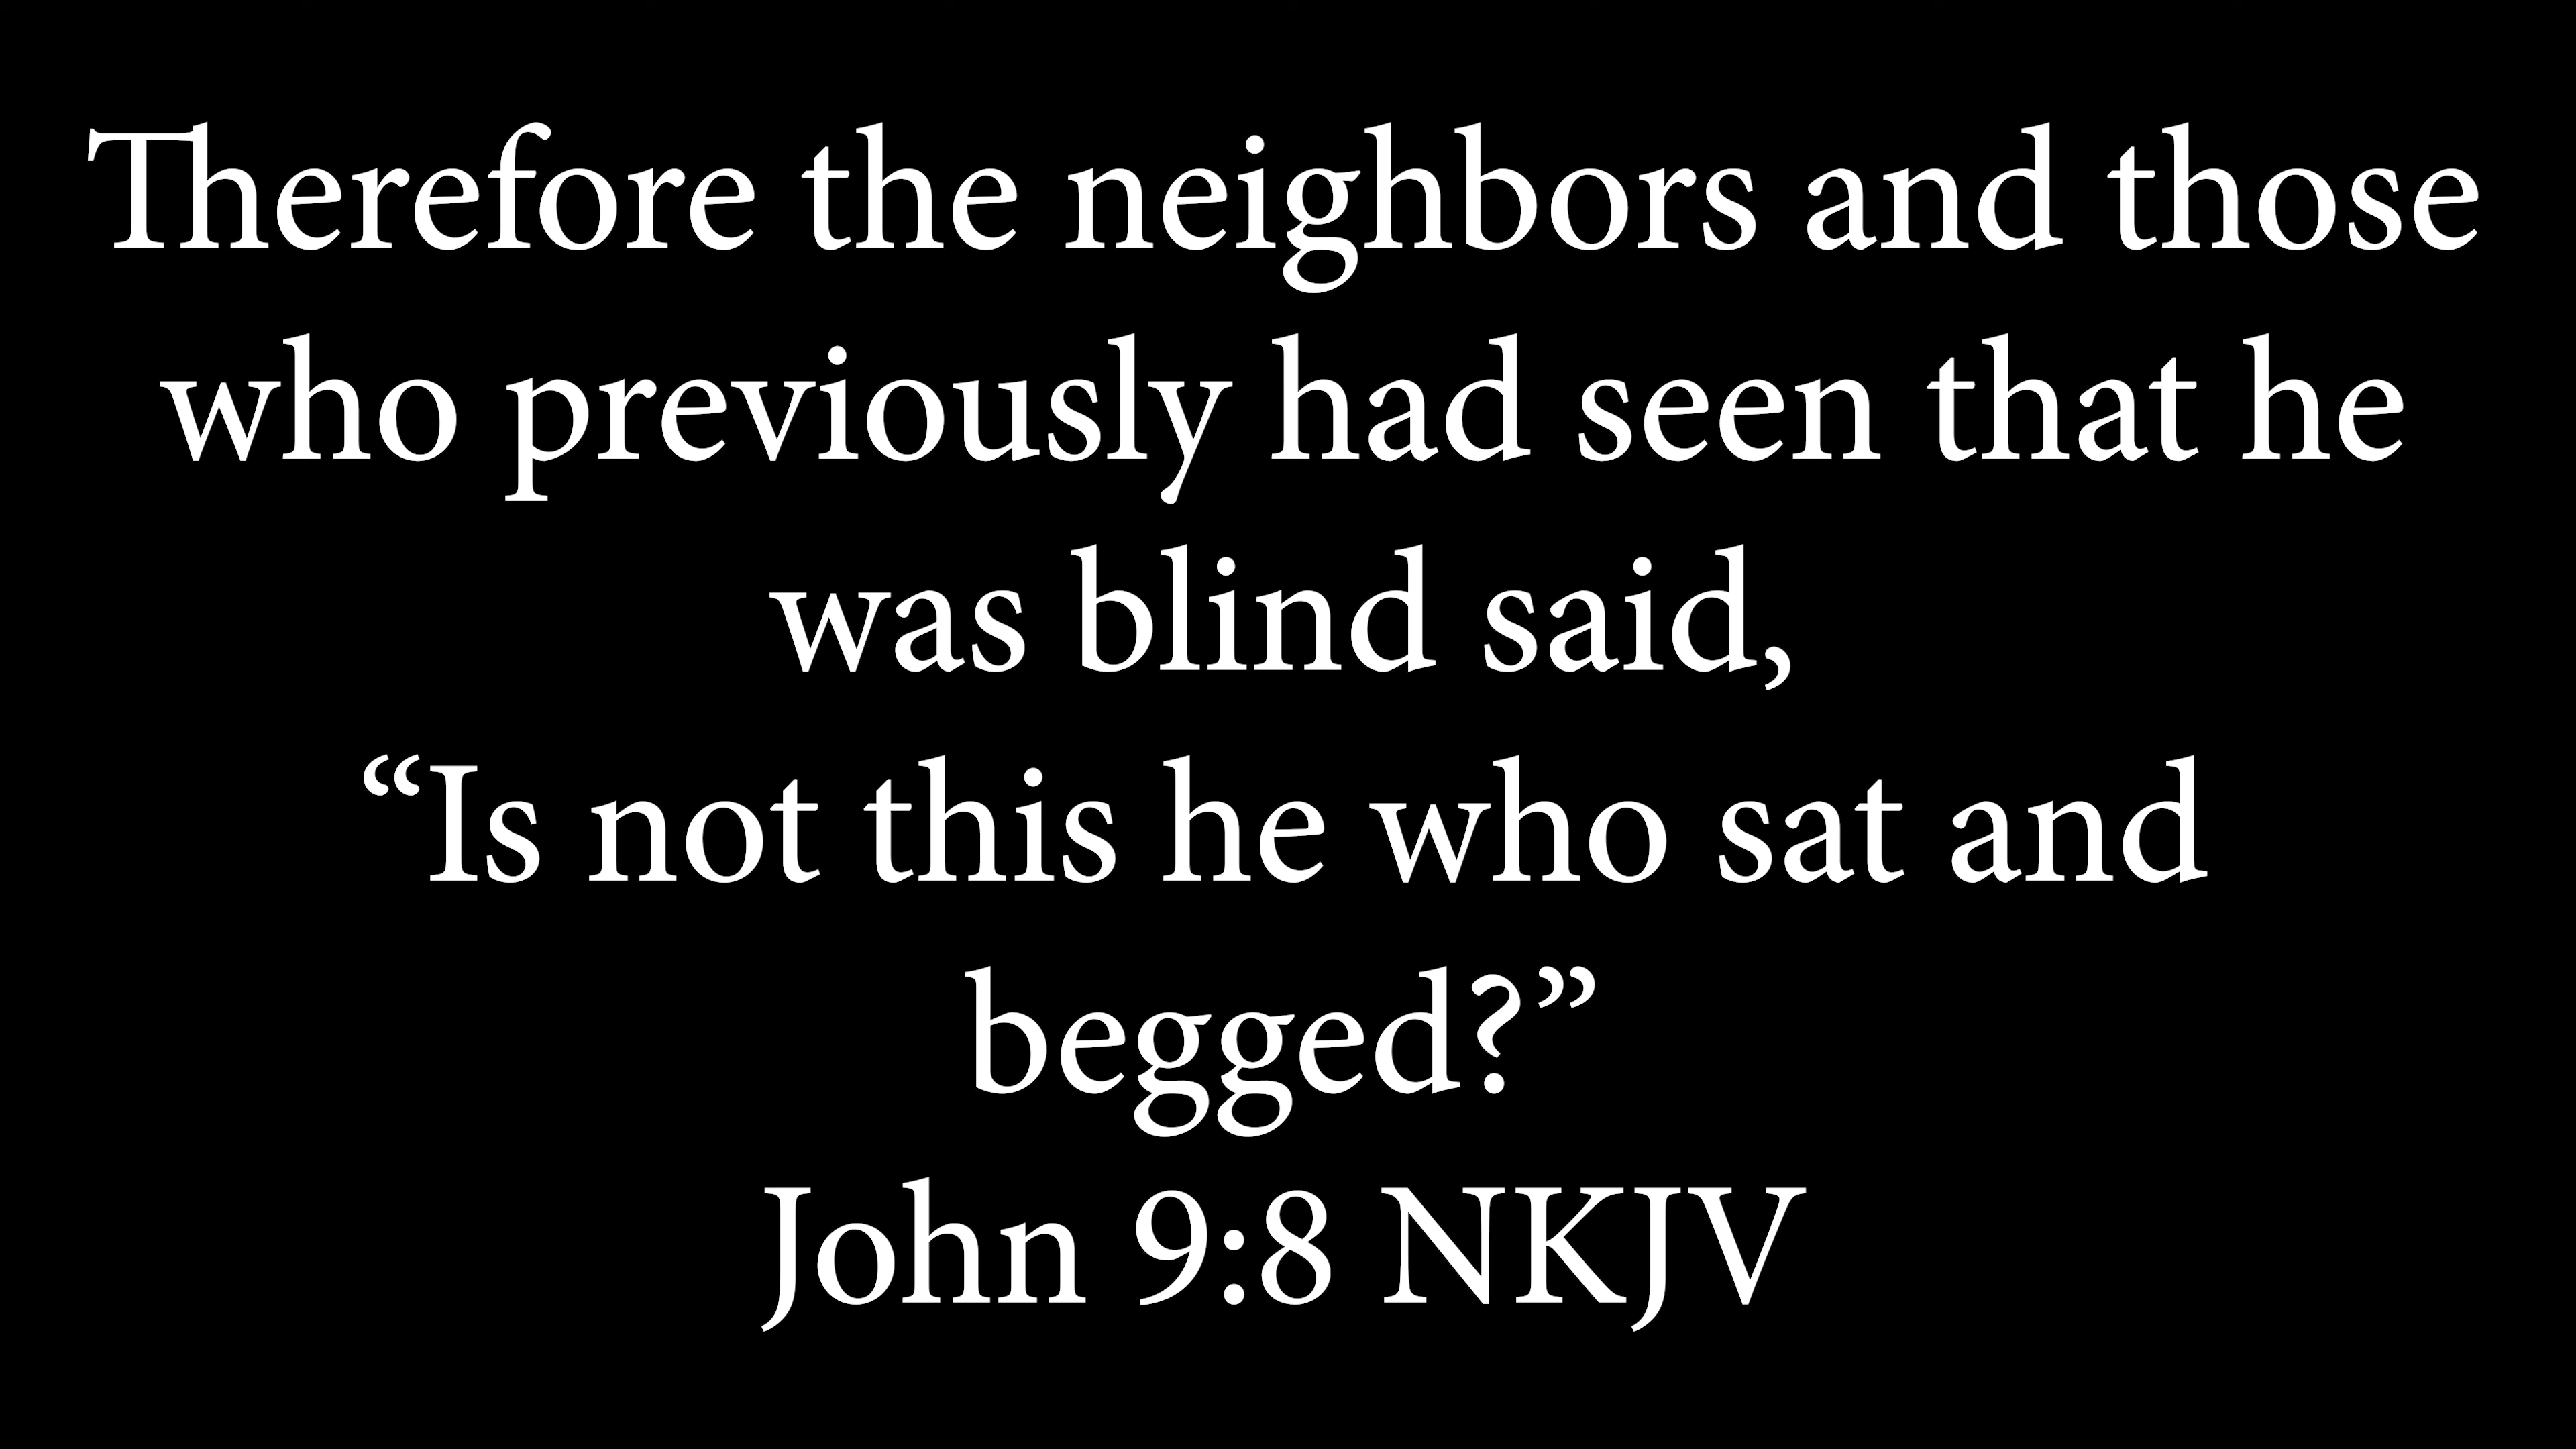 Therefore the neighbors and those
who previously had seen that he
was blind said,
“Is not this he who sat and
begged?”
John 9:8 NKJV